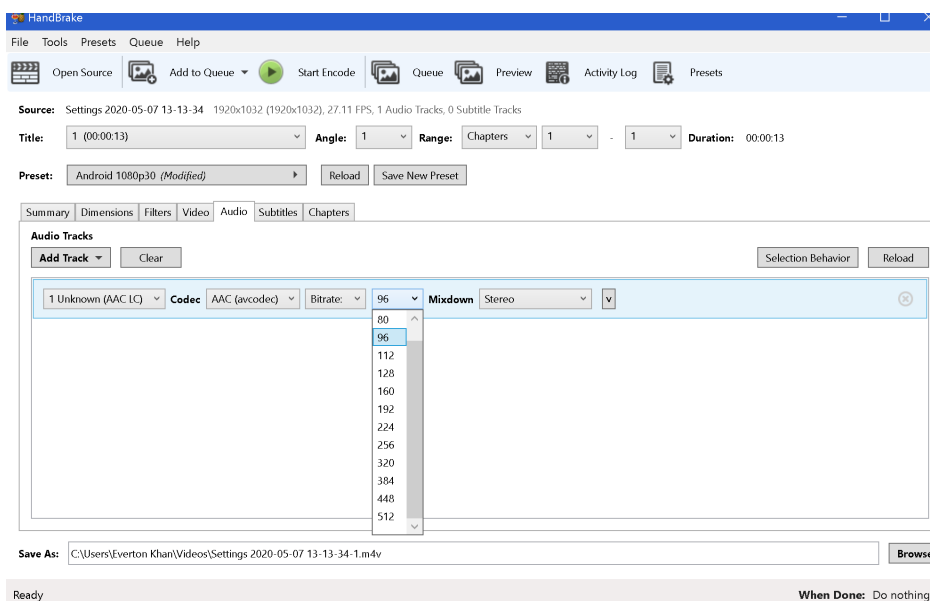 HandBrake
File Tools Presets Queue Help
Open Source Add to Queue Start Encode Queue Preview Activity Log Presets
Source: Settings 2020-05-07 13-13-34 1920x1032 (1920x1032), 27.11 FPS, 1 Audio Tracks, 0 Subtitle Tracks
Title: 1 (00:00:13) Angle: 1 Range: Chapters 1 - 1 Duration: 00:00:13
Preset: Android 1080p30 (Modified) Reload Save New Preset
Summary Dimensions Filters Video Audio Subtitles Chapters
Audio Tracks
Add Track Clear Selection Behavior Reload
1 Unknown (AAC LC) Codec AAC (avcodec) Bitrate: 96 Mixdown Stereo v
80
96
112
128
160
192
224
256
320
384
448
512
Save As: C:\Users\Everton Khan\Videos\Settings 2020-05-07 13-13-34-1.m4v Browse
Ready When Done: Do nothing